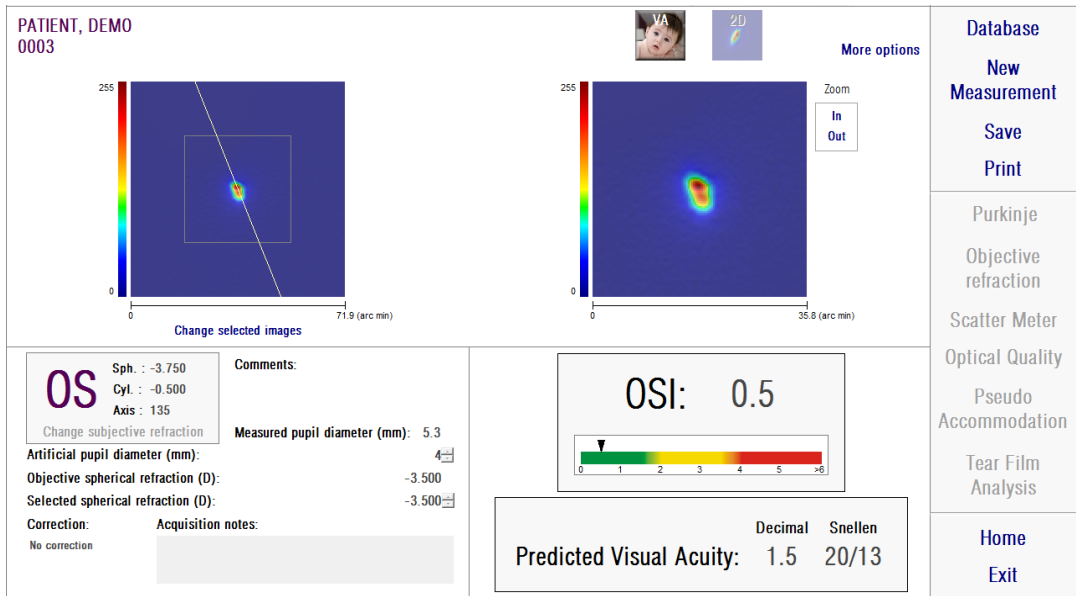 PATIENT, DEMO
0003
VA
2D
More options
255
0
0
71.9 (arc min)
Change selected images
255
0
0
35.8 (arc min)
Zoom
In
Out
OS
Sph. : -3.750
Cyl. : -0.500
Axis : 135
Change subjective refraction
Comments:
Measured pupil diameter (mm): 5.3
Artificial pupil diameter (mm): 4
Objective spherical refraction (D): -3.500
Selected spherical refraction (D): -3.500
Correction: Acquisition notes:
No correction
OSI: 0.5
0 1 2 3 4 5 >6
Decimal Snellen
Predicted Visual Acuity: 1.5 20/13
Database
New
Measurement
Save
Print
Purkinje
Objective
refraction
Scatter Meter
Optical Quality
Pseudo
Accommodation
Tear Film
Analysis
Home
Exit